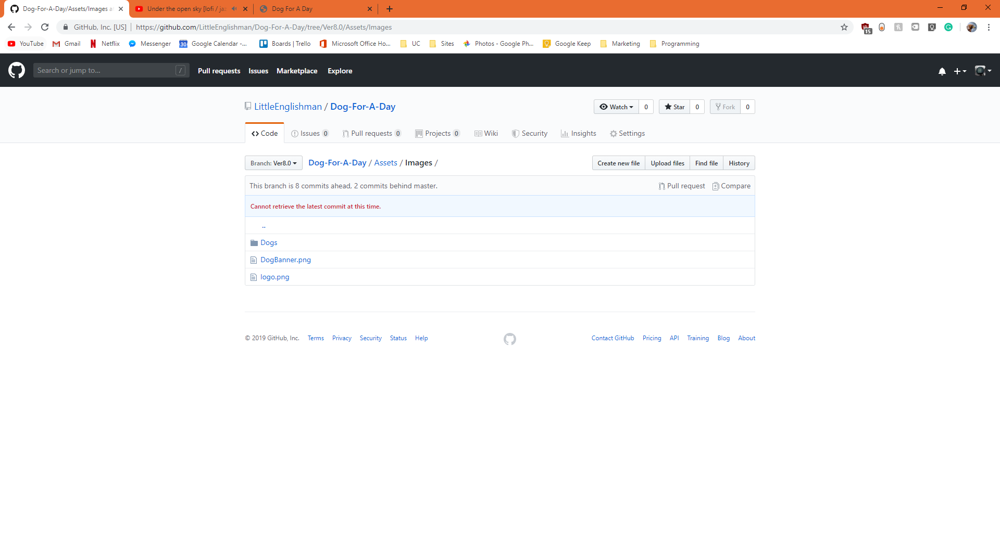 Dog-For-A-Day/Assets/Images a
Under the open sky [lofi / jaz
Dog For A Day
GitHub, Inc. [US]
https://github.com/LittleEnglishman/Dog-For-A-Day/tree/Ver8.0/Assets/Images
15
YouTube
Gmail
Netflix
Messenger
30
Google Calendar -...
Boards | Trello
Microsoft Office Ho...
UC
Sites
Photos - Google Ph...
Google Keep
Marketing
Programming
Search or jump to...
/
Pull requests
Issues
Marketplace
Explore
LittleEnglishman / Dog-For-A-Day
Watch 0
Star 0
Fork 0
Code
Issues 0
Pull requests 0
Projects 0
Wiki
Security
Insights
Settings
Branch: Ver8.0
Dog-For-A-Day / Assets / Images /
Create new file
Upload files
Find file
History
This branch is 8 commits ahead, 2 commits behind master.
Pull request
Compare
Cannot retrieve the latest commit at this time.
..
Dogs
DogBanner.png
logo.png
© 2019 GitHub, Inc.
Terms
Privacy
Security
Status
Help
Contact GitHub
Pricing
API
Training
Blog
About